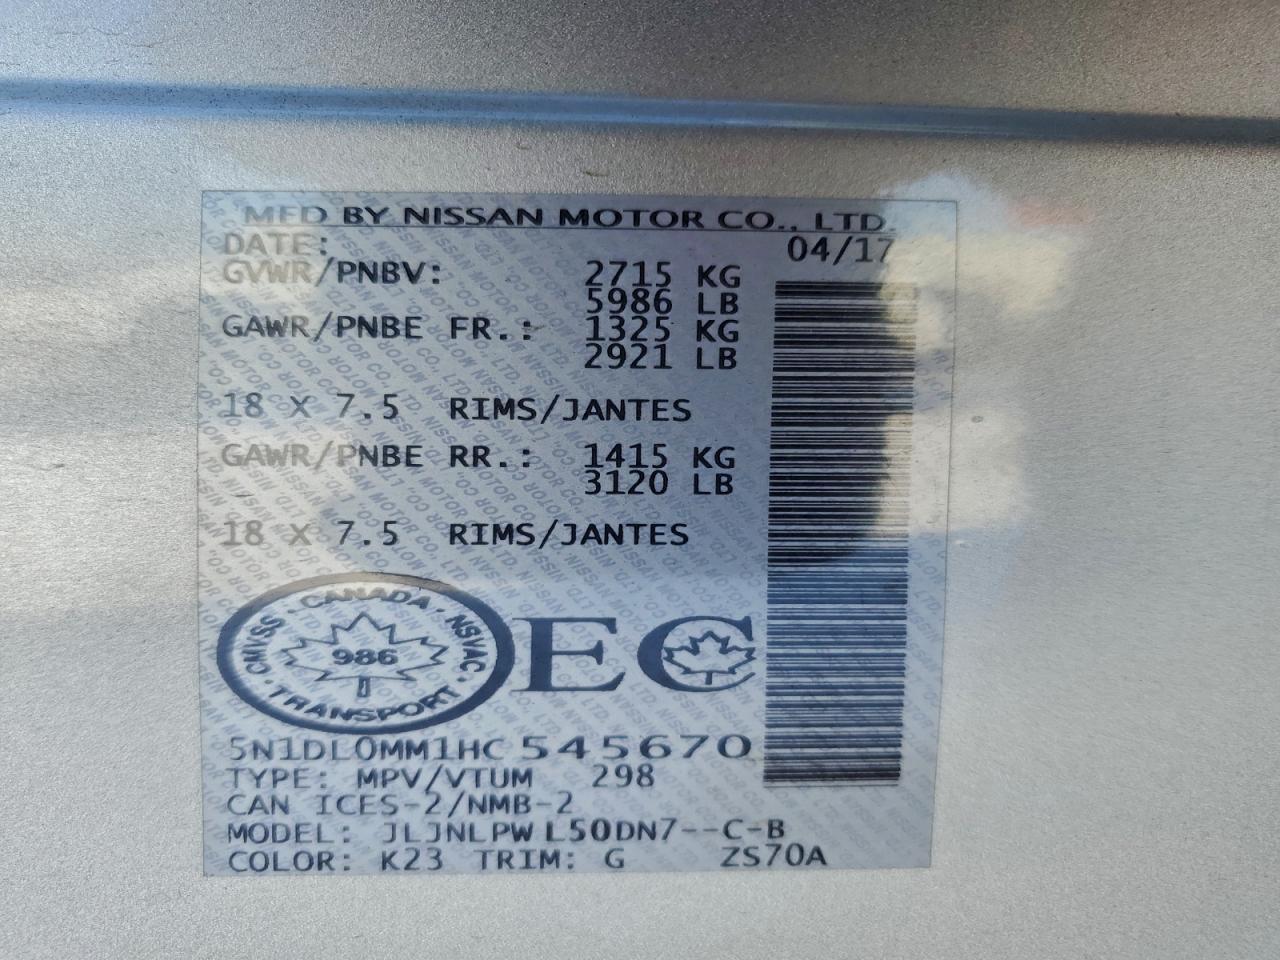 MFD BY NISSAN MOTOR CO., LTD.
DATE: 04/17
GVWR/PNBV: 2715 KG
5986 LB
GAWR/PNBE FR.: 1325 KG
2921 LB
18 X 7.5 RIMS/JANTES
GAWR/PNBE RR.: 1415 KG
3120 LB
18 X 7.5 RIMS/JANTES
CMVSS · CANADA · NSVAC · TRANSPORT
986
EC
5N1DL0MM1HC545670
TYPE: MPV/VTUM 298
CAN ICES-2/NMB-2
MODEL: JLJNLPW L50DN7--C-B
COLOR: K23 TRIM: G ZS70A